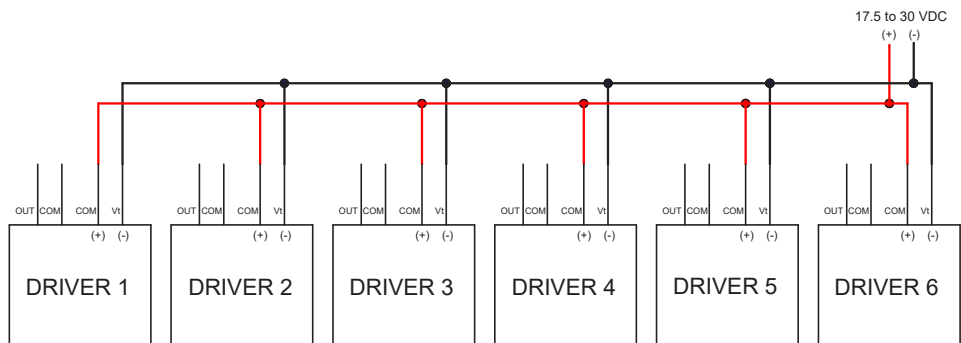 17.5 to 30 VDC
(+) (-)
OUT COM COM Vt OUT COM COM Vt OUT COM COM Vt OUT COM COM Vt OUT COM COM Vt OUT COM COM Vt
(+) (-) (+) (-) (+) (-) (+) (-) (+) (-) (+) (-)
DRIVER 1 DRIVER 2 DRIVER 3 DRIVER 4 DRIVER 5 DRIVER 6